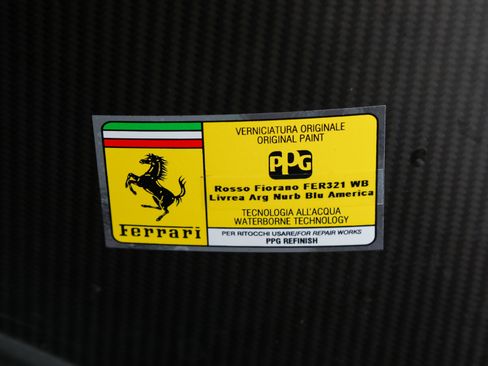 VERNICIATURA ORIGINALE
ORIGINAL PAINT
PPG
Rosso Fiorano FER321 WB
Livrea Arg Nurb Blu America
TECNOLOGIA ALL'ACQUA
WATERBORNE TECHNOLOGY
Ferrari
PER RITOCCHI USARE/FOR REPAIR WORKS
PPG REFINISH